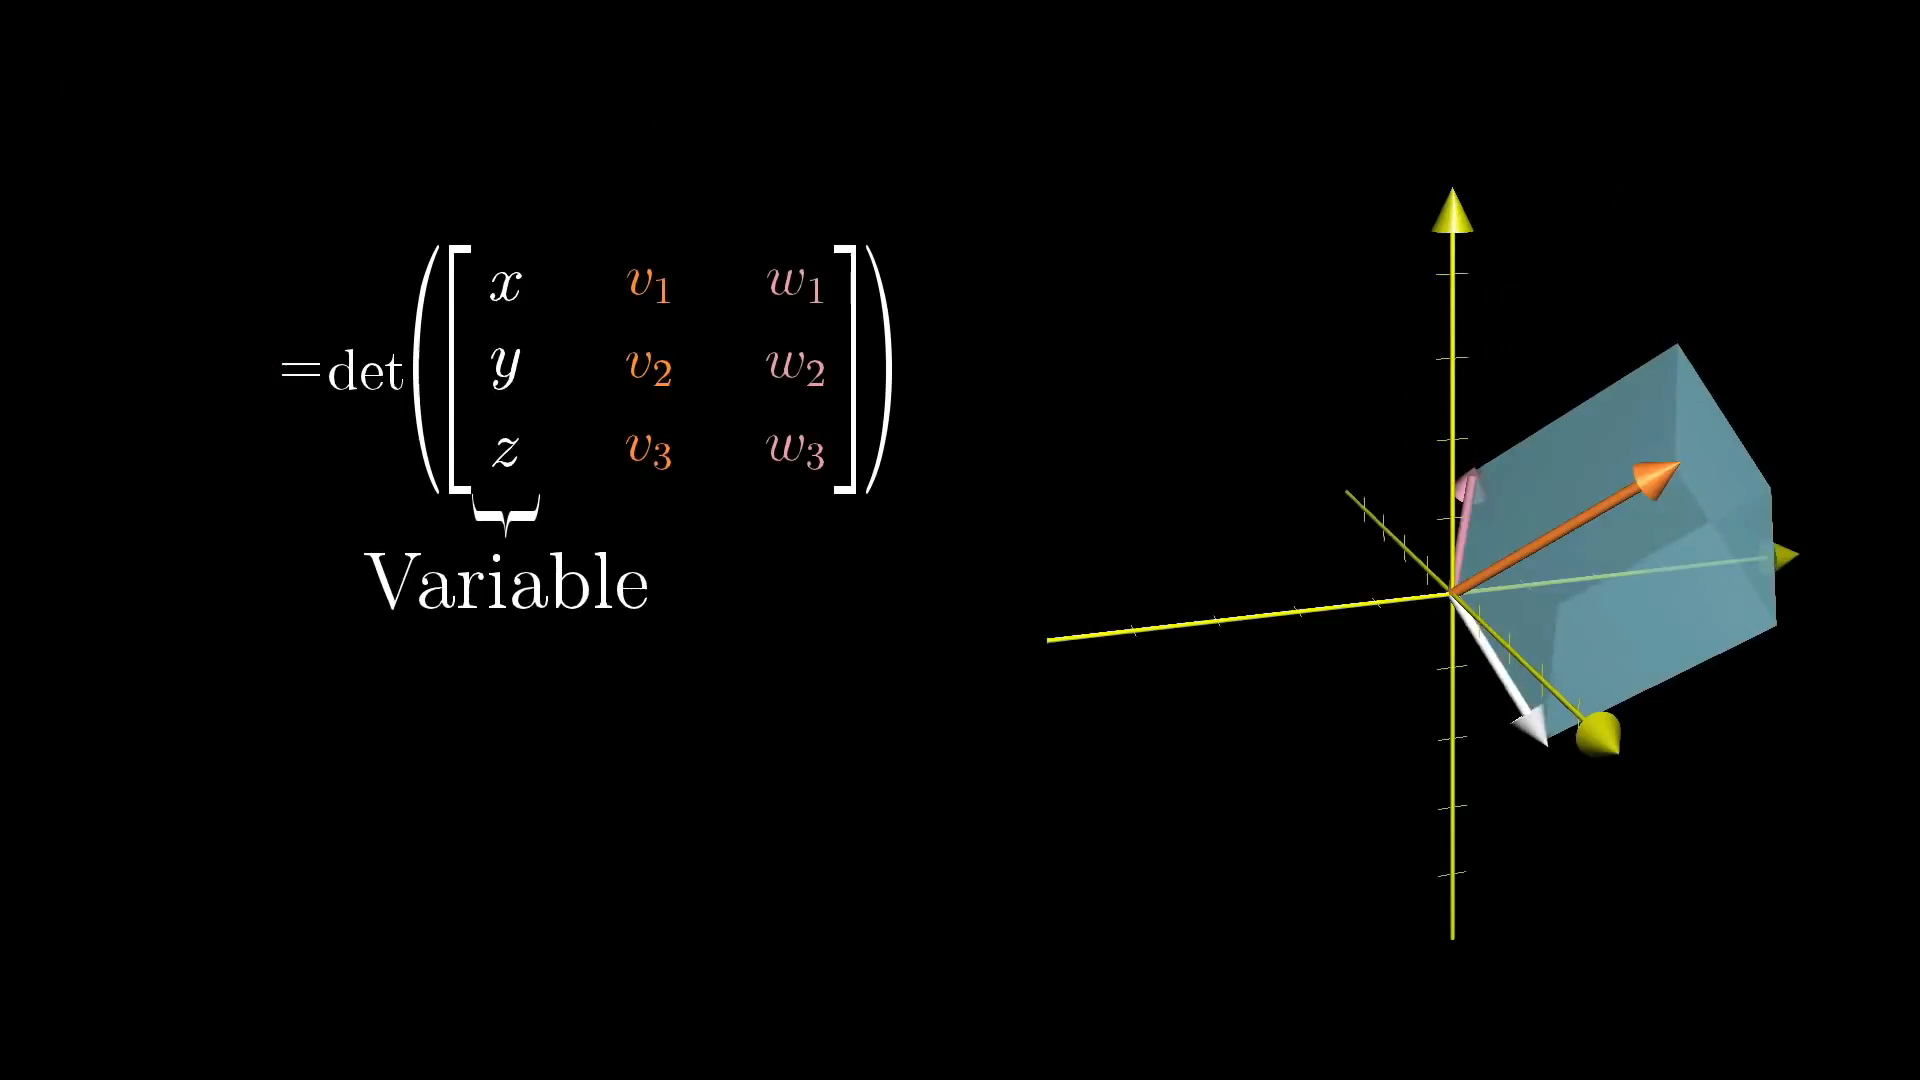 x v₁ w₁
=det([ y v₂ w₂ ])
z v₃ w₃
Variable